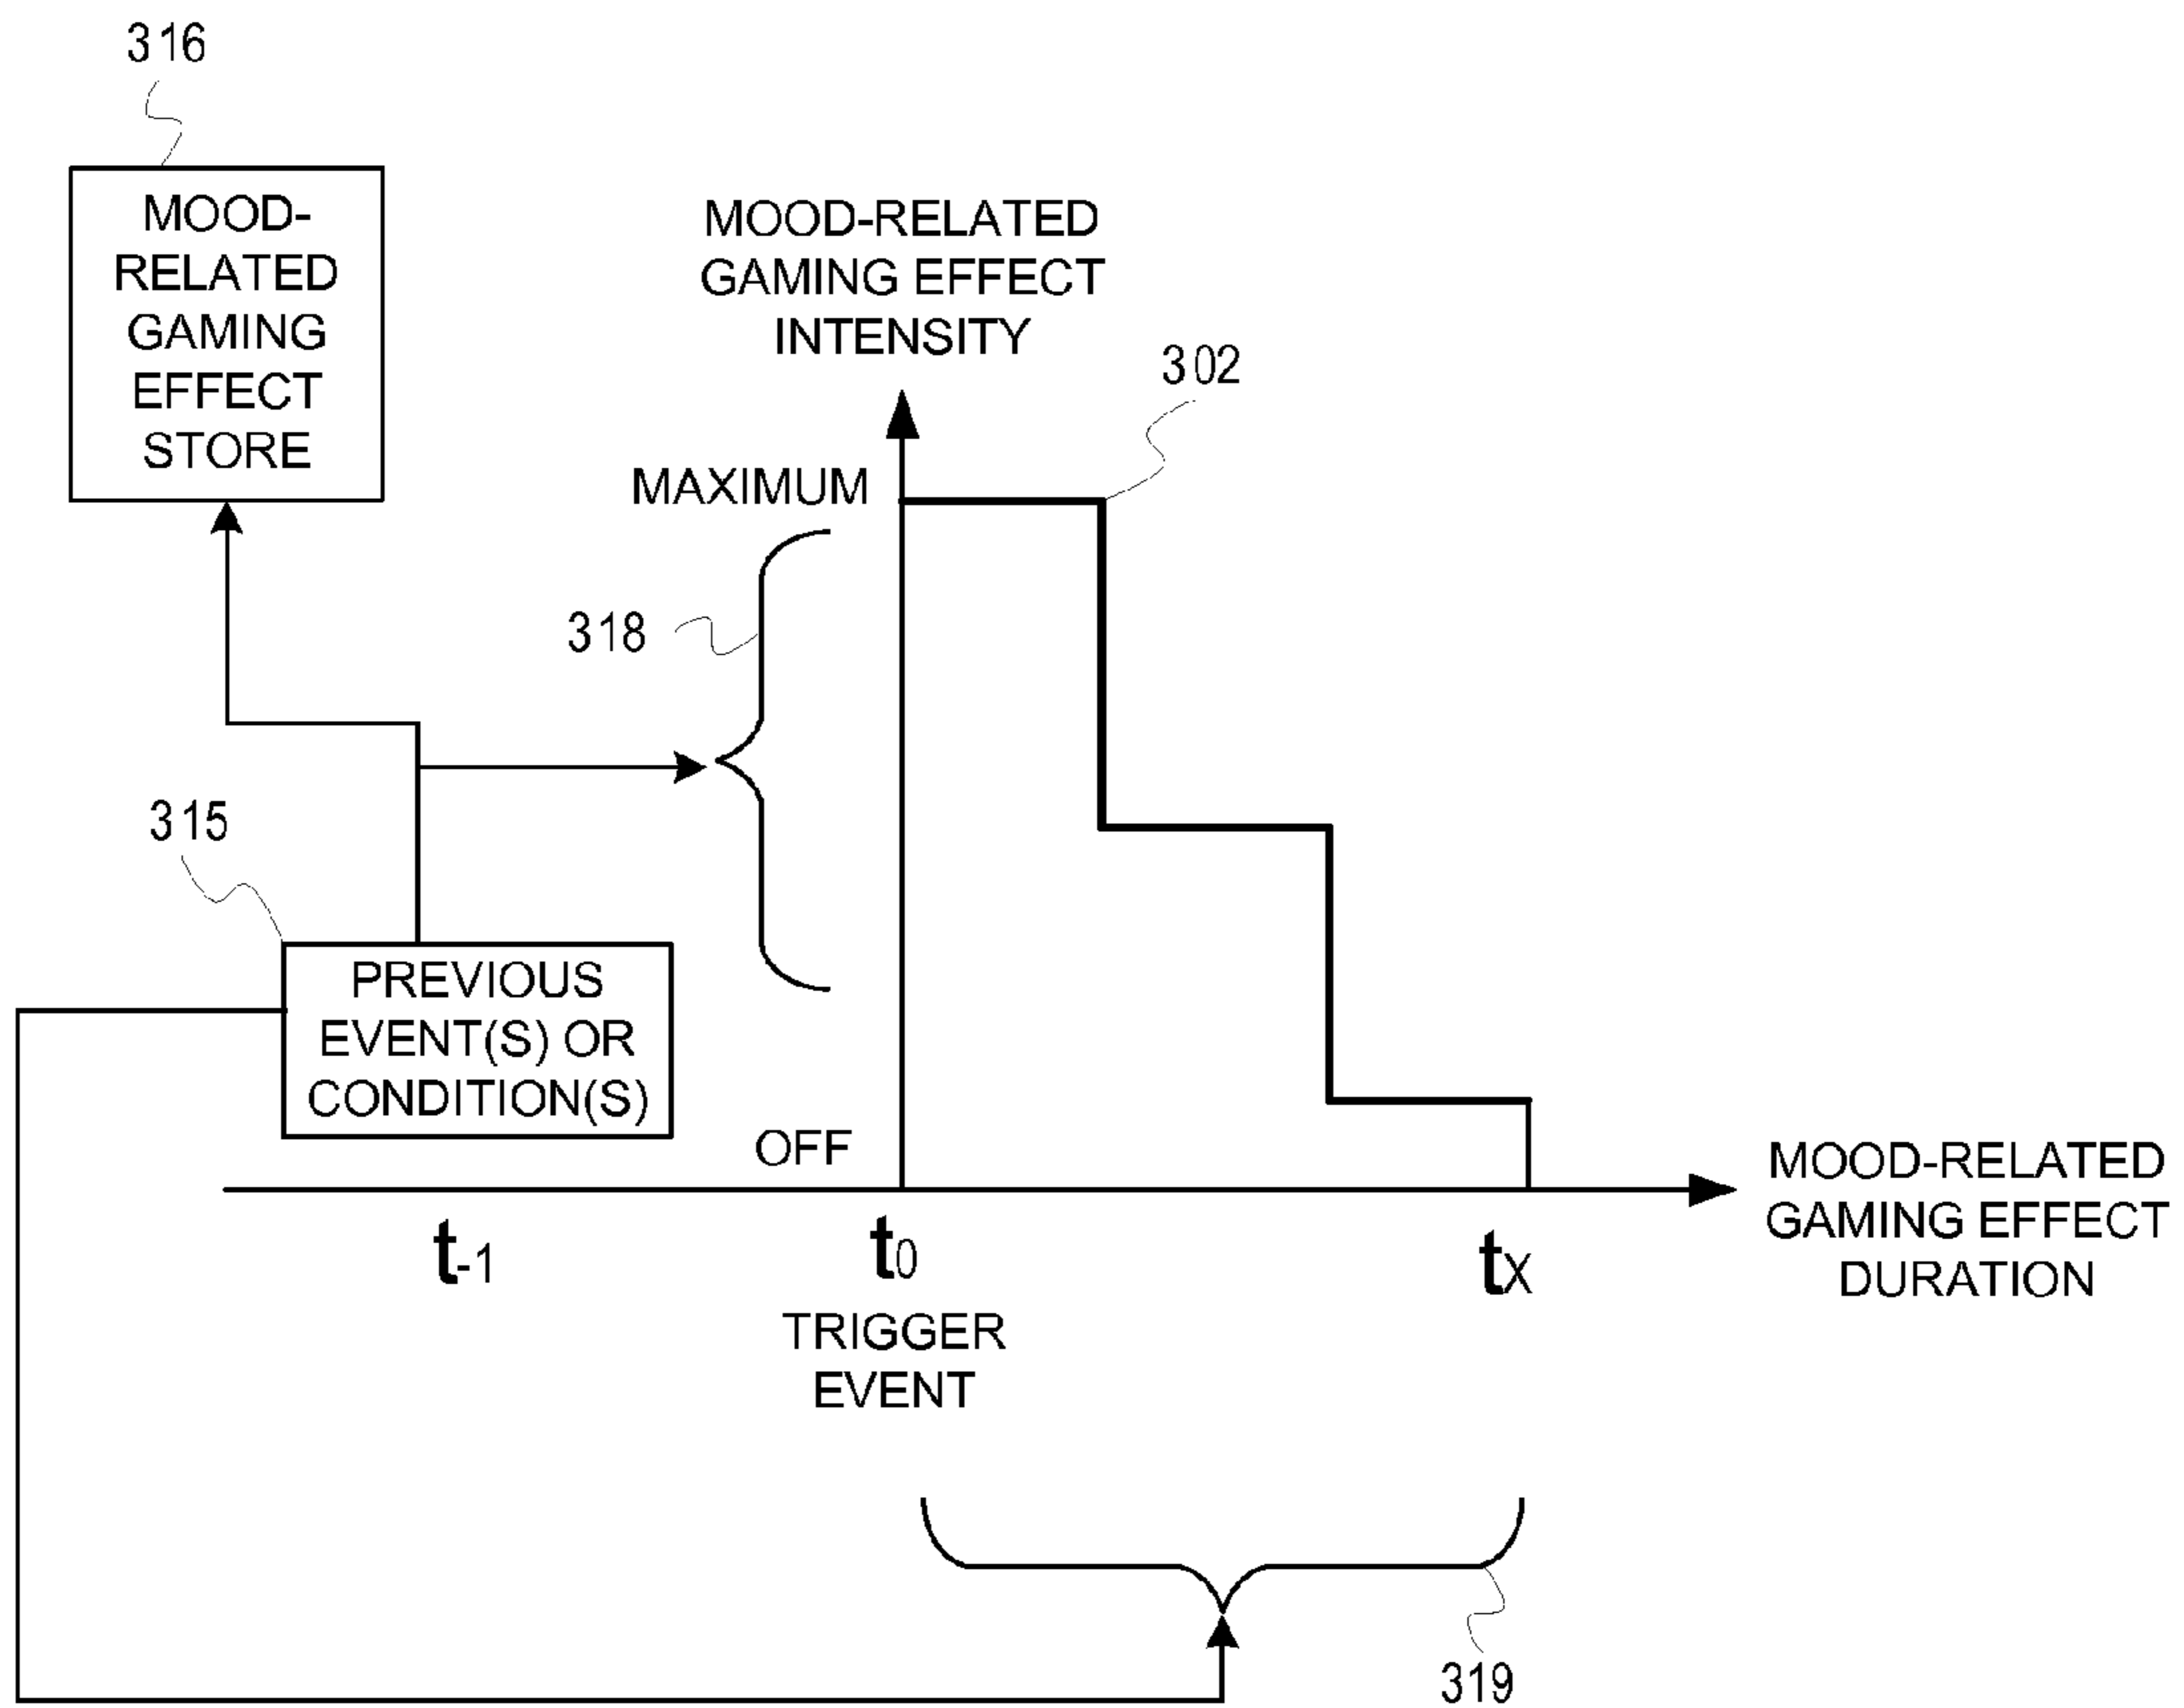 316
MOOD-
RELATED
GAMING
EFFECT
STORE
MOOD-RELATED
GAMING EFFECT
INTENSITY
302
MAXIMUM
318
315
PREVIOUS
EVENT(S) OR
CONDITION(S)
OFF
MOOD-RELATED
GAMING EFFECT
DURATION
t-1
t0
tX
TRIGGER
EVENT
319